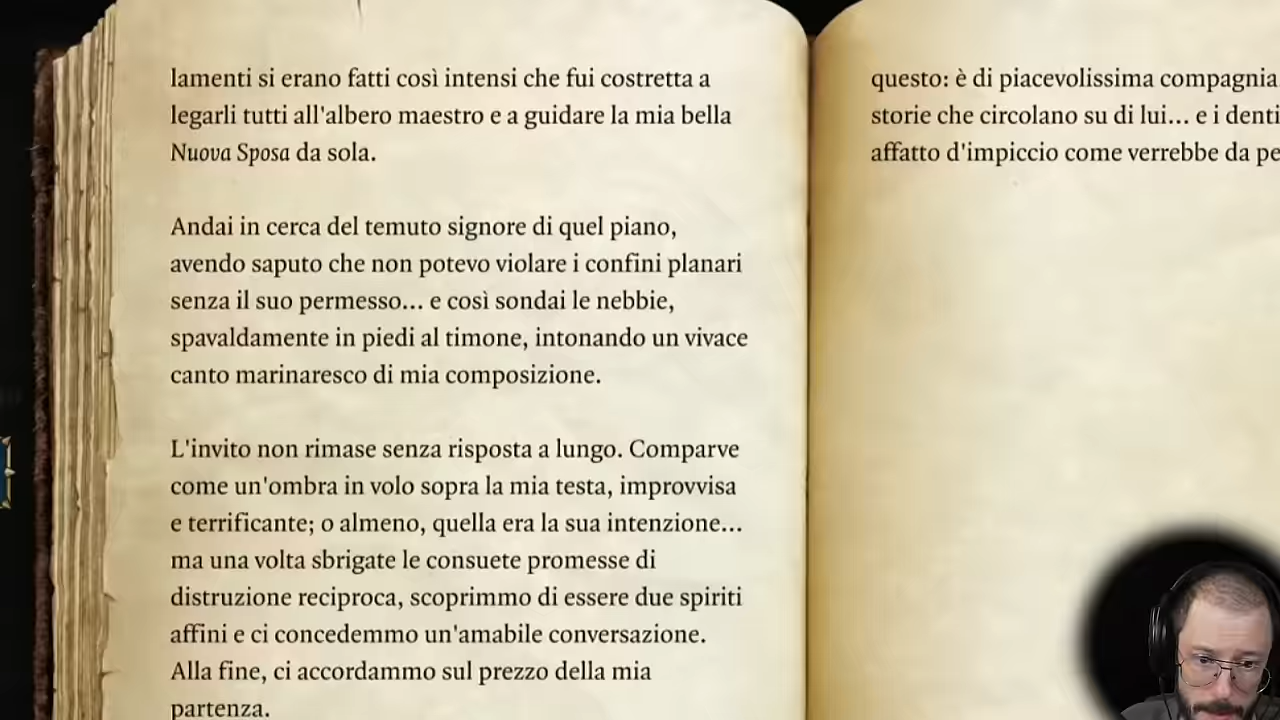 lamenti si erano fatti così intensi che fui costretta a
legarli tutti all'albero maestro e a guidare la mia bella
Nuova Sposa da sola.
Andai in cerca del temuto signore di quel piano,
avendo saputo che non potevo violare i confini planari
senza il suo permesso... e così sondai le nebbie,
spavaldamente in piedi al timone, intonando un vivace
canto marinaresco di mia composizione.
L'invito non rimase senza risposta a lungo. Comparve
come un'ombra in volo sopra la mia testa, improvvisa
e terrificante; o almeno, quella era la sua intenzione...
ma una volta sbrigate le consuete promesse di
distruzione reciproca, scoprimmo di essere due spiriti
affini e ci concedemmo un'amabile conversazione.
Alla fine, ci accordammo sul prezzo della mia
partenza.
questo: è di piacevolissima compagnia
storie che circolano su di lui... e i denti
affatto d'impiccio come verrebbe da pe